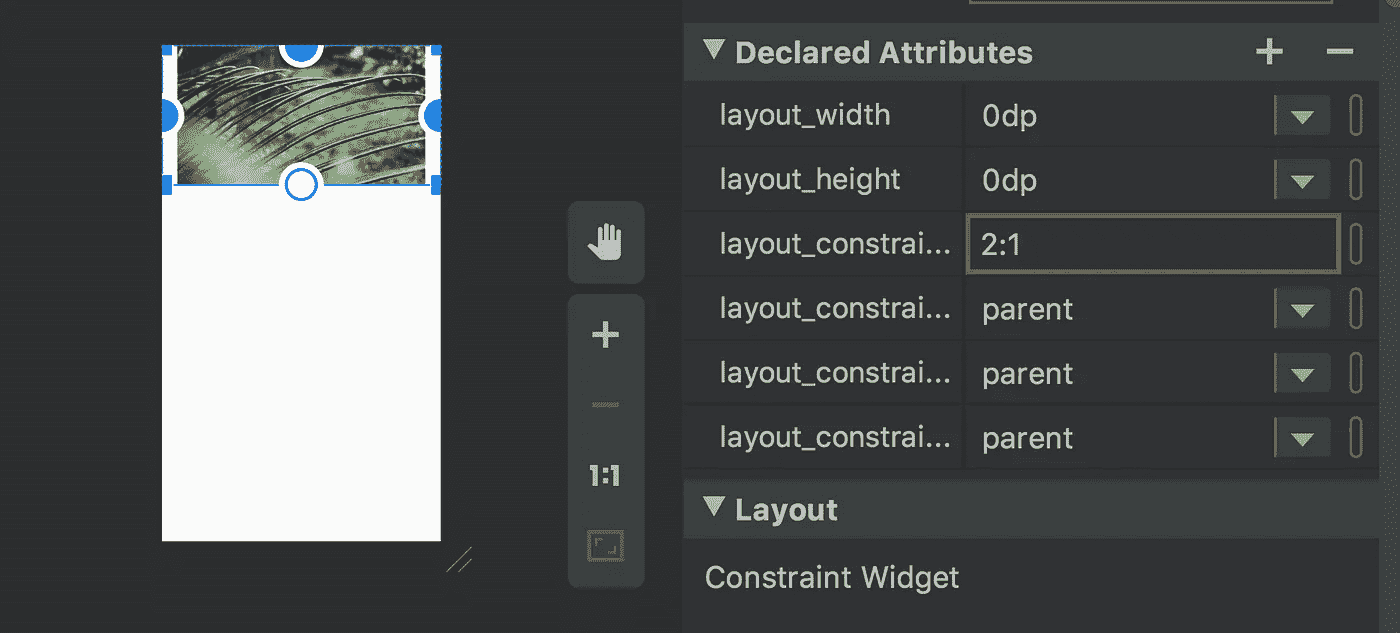 Declared Attributes
layout_width 0dp
layout_height 0dp
layout_constrai... 2:1
layout_constrai... parent
layout_constrai... parent
layout_constrai... parent
1:1
Layout
Constraint Widget